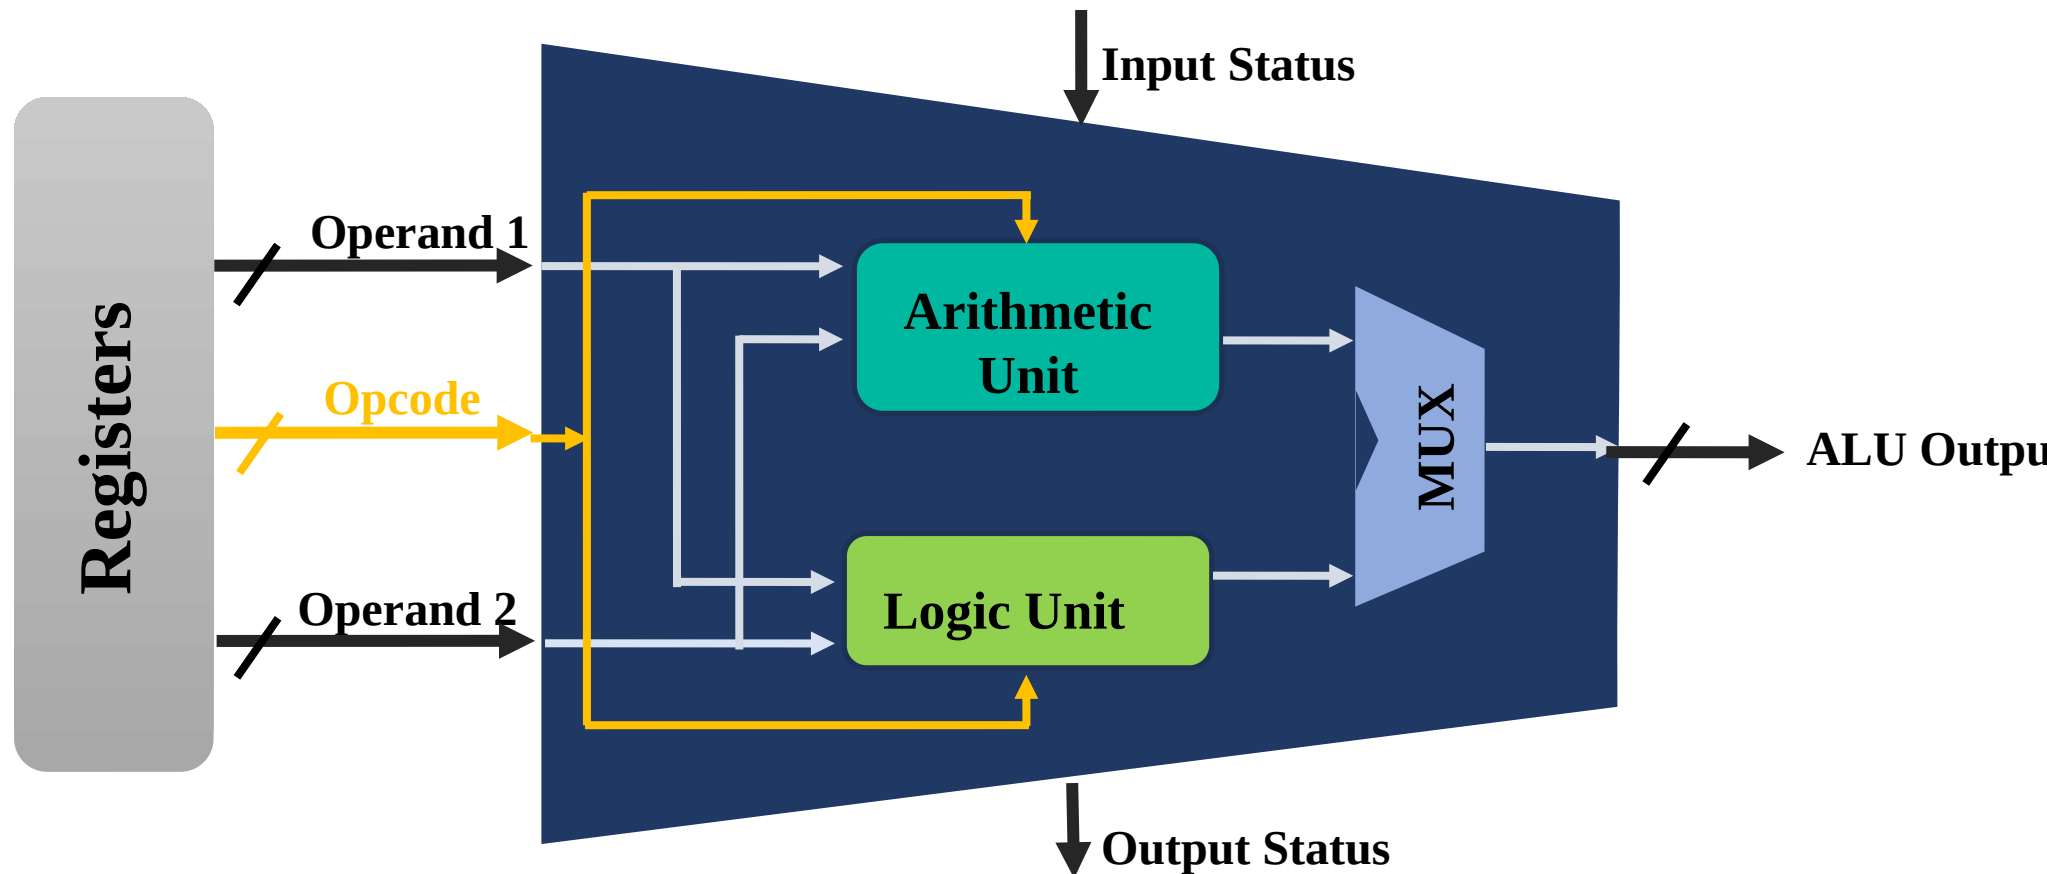 Input Status
Operand 1
Arithmetic
Unit
Opcode
Registers
MUX
ALU Outpu
Operand 2
Logic Unit
Output Status